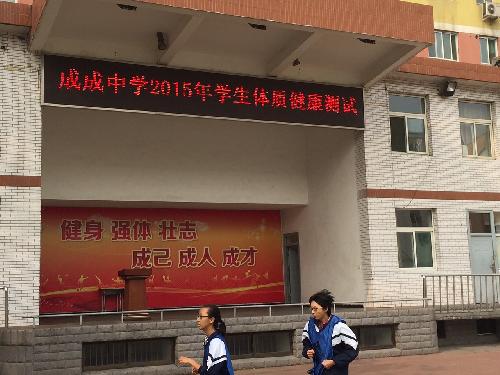 成成中学2015年学生体质健康测试
健身 强体 壮志
成己 成人 成才